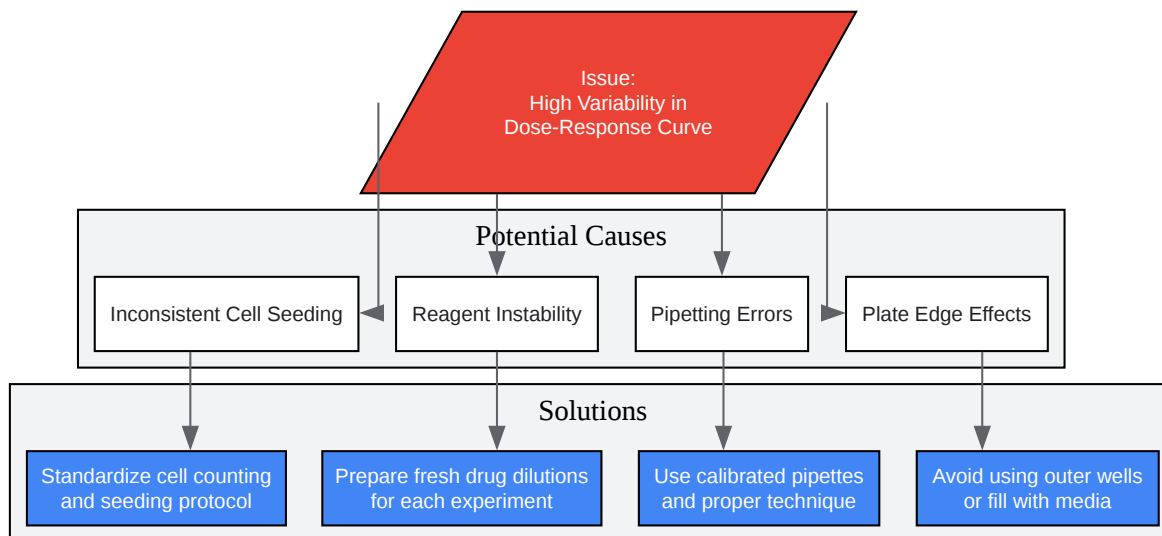 Issue:
High Variability in
Dose-Response Curve
Potential Causes
Inconsistent Cell Seeding
Reagent Instability
Pipetting Errors
Plate Edge Effects
Solutions
Standardize cell counting
and seeding protocol
Prepare fresh drug dilutions
for each experiment
Use calibrated pipettes
and proper technique
Avoid using outer wells
or fill with media